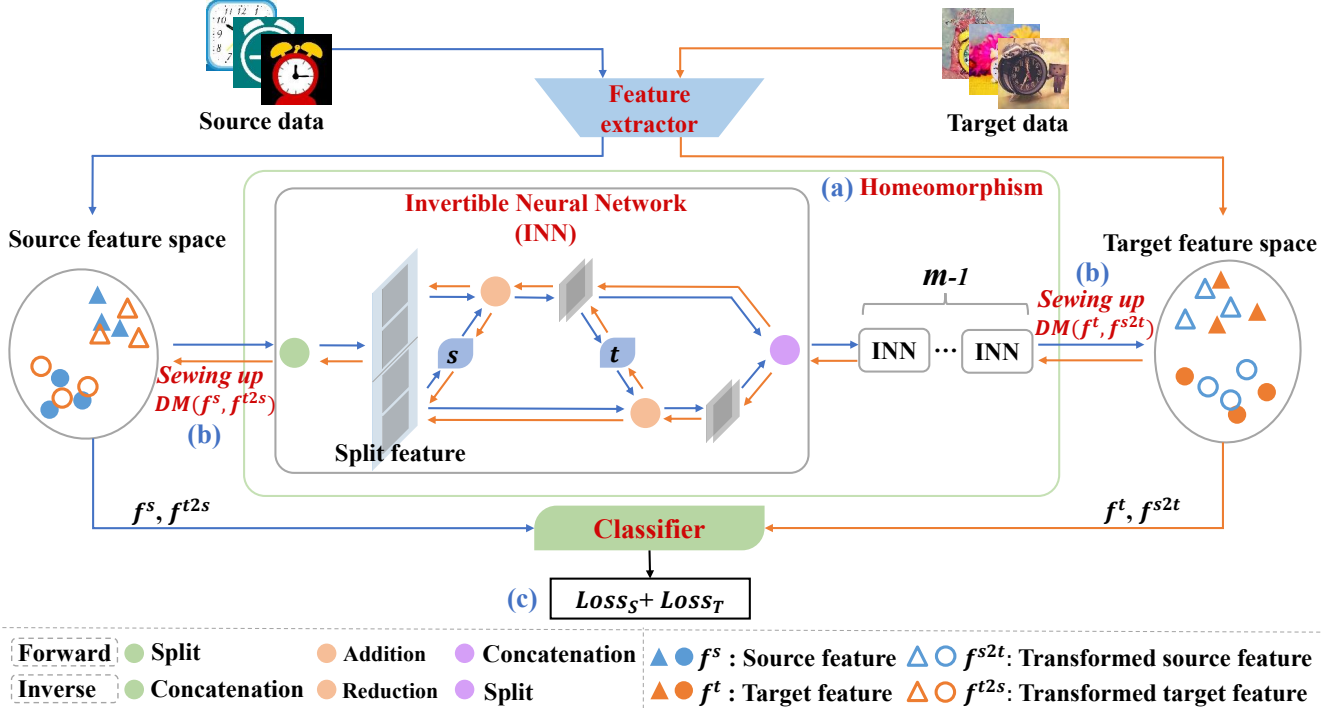 Source data
Feature
extractor
Target data
(a) Homeomorphism
Invertible Neural Network
(INN)
Source feature space
Target feature space
(b)
m-1
Sewing up
DM(f^t, f^{s2t})
s
t
INN
...
INN
Sewing up
DM(f^s, f^{t2s})
(b)
Split feature
f^s, f^{t2s}
f^t, f^{s2t}
Classifier
(c)
Loss_S + Loss_T
Forward
Split
Addition
Concatenation
Inverse
Concatenation
Reduction
Split
f^s : Source feature
f^{s2t}: Transformed source feature
f^t : Target feature
f^{t2s}: Transformed target feature